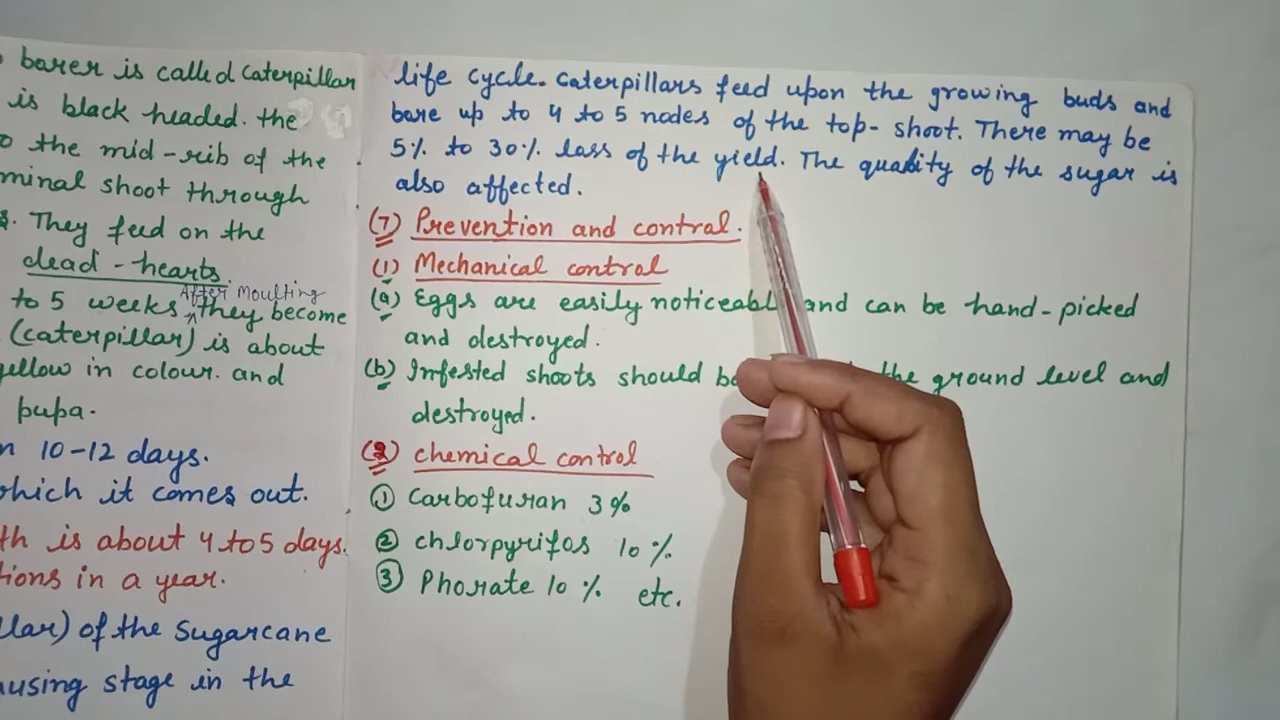 borer is called Caterpillar
is black headed. the
the mid-rib of the
minal shoot through
They feed on the
dead-hearts.
After Moulting
to 5 weeks, they become
(caterpillar) is about
yellow in colour. and
pupa.
n 10-12 days.
which it comes out.
th is about 4 to 5 days.
tions in a year.
llar) of the Sugarcane
ausing stage in the
life cycle. Caterpillars feed upon the growing buds and
bore up to 4 to 5 nodes of the top-shoot. There may be
5% to 30% loss of the yield. The quality of the sugar is
also affected.
(7) Prevention and control.
(1) Mechanical control
(a) Eggs are easily noticeabl and can be hand-picked
and destroyed.
(b) Infested shoots should the ground level and
destroyed.
(2) chemical control
① Carbofuran 3%
② chlorpyrifos 10%
③ Phorate 10% etc.